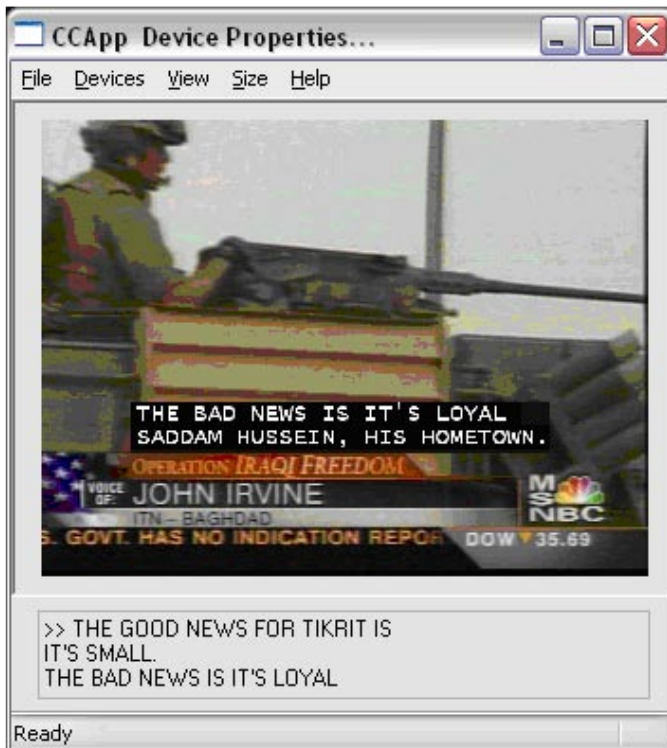 CCApp Device Properties...
File Devices View Size Help
THE BAD NEWS IS IT'S LOYAL
SADDAM HUSSEIN, HIS HOMETOWN.
OPERATION IRAQI FREEDOM
VOICE OF: JOHN IRVINE
ITN – BAGHDAD
MSNBC
S. GOVT. HAS NO INDICATION REPOR
DOW ▼35.69
>> THE GOOD NEWS FOR TIKRIT IS
IT'S SMALL.
THE BAD NEWS IS IT'S LOYAL
Ready